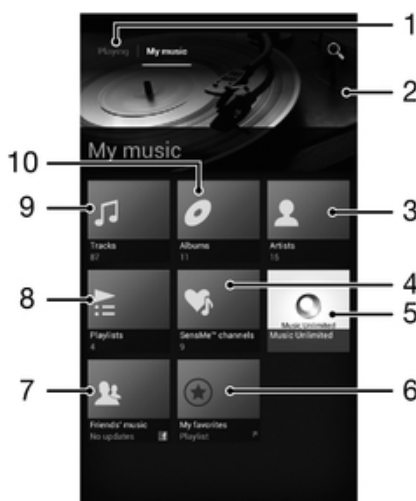 1
Playing My music
2
My music
10
9
3
Tracks Albums Artists
87 11 15
8
4
Music Unlimited
5
Playlists SensMe™ channels Music Unlimited
4 9
7
6
Friends' music My favorites
No updates Playlist